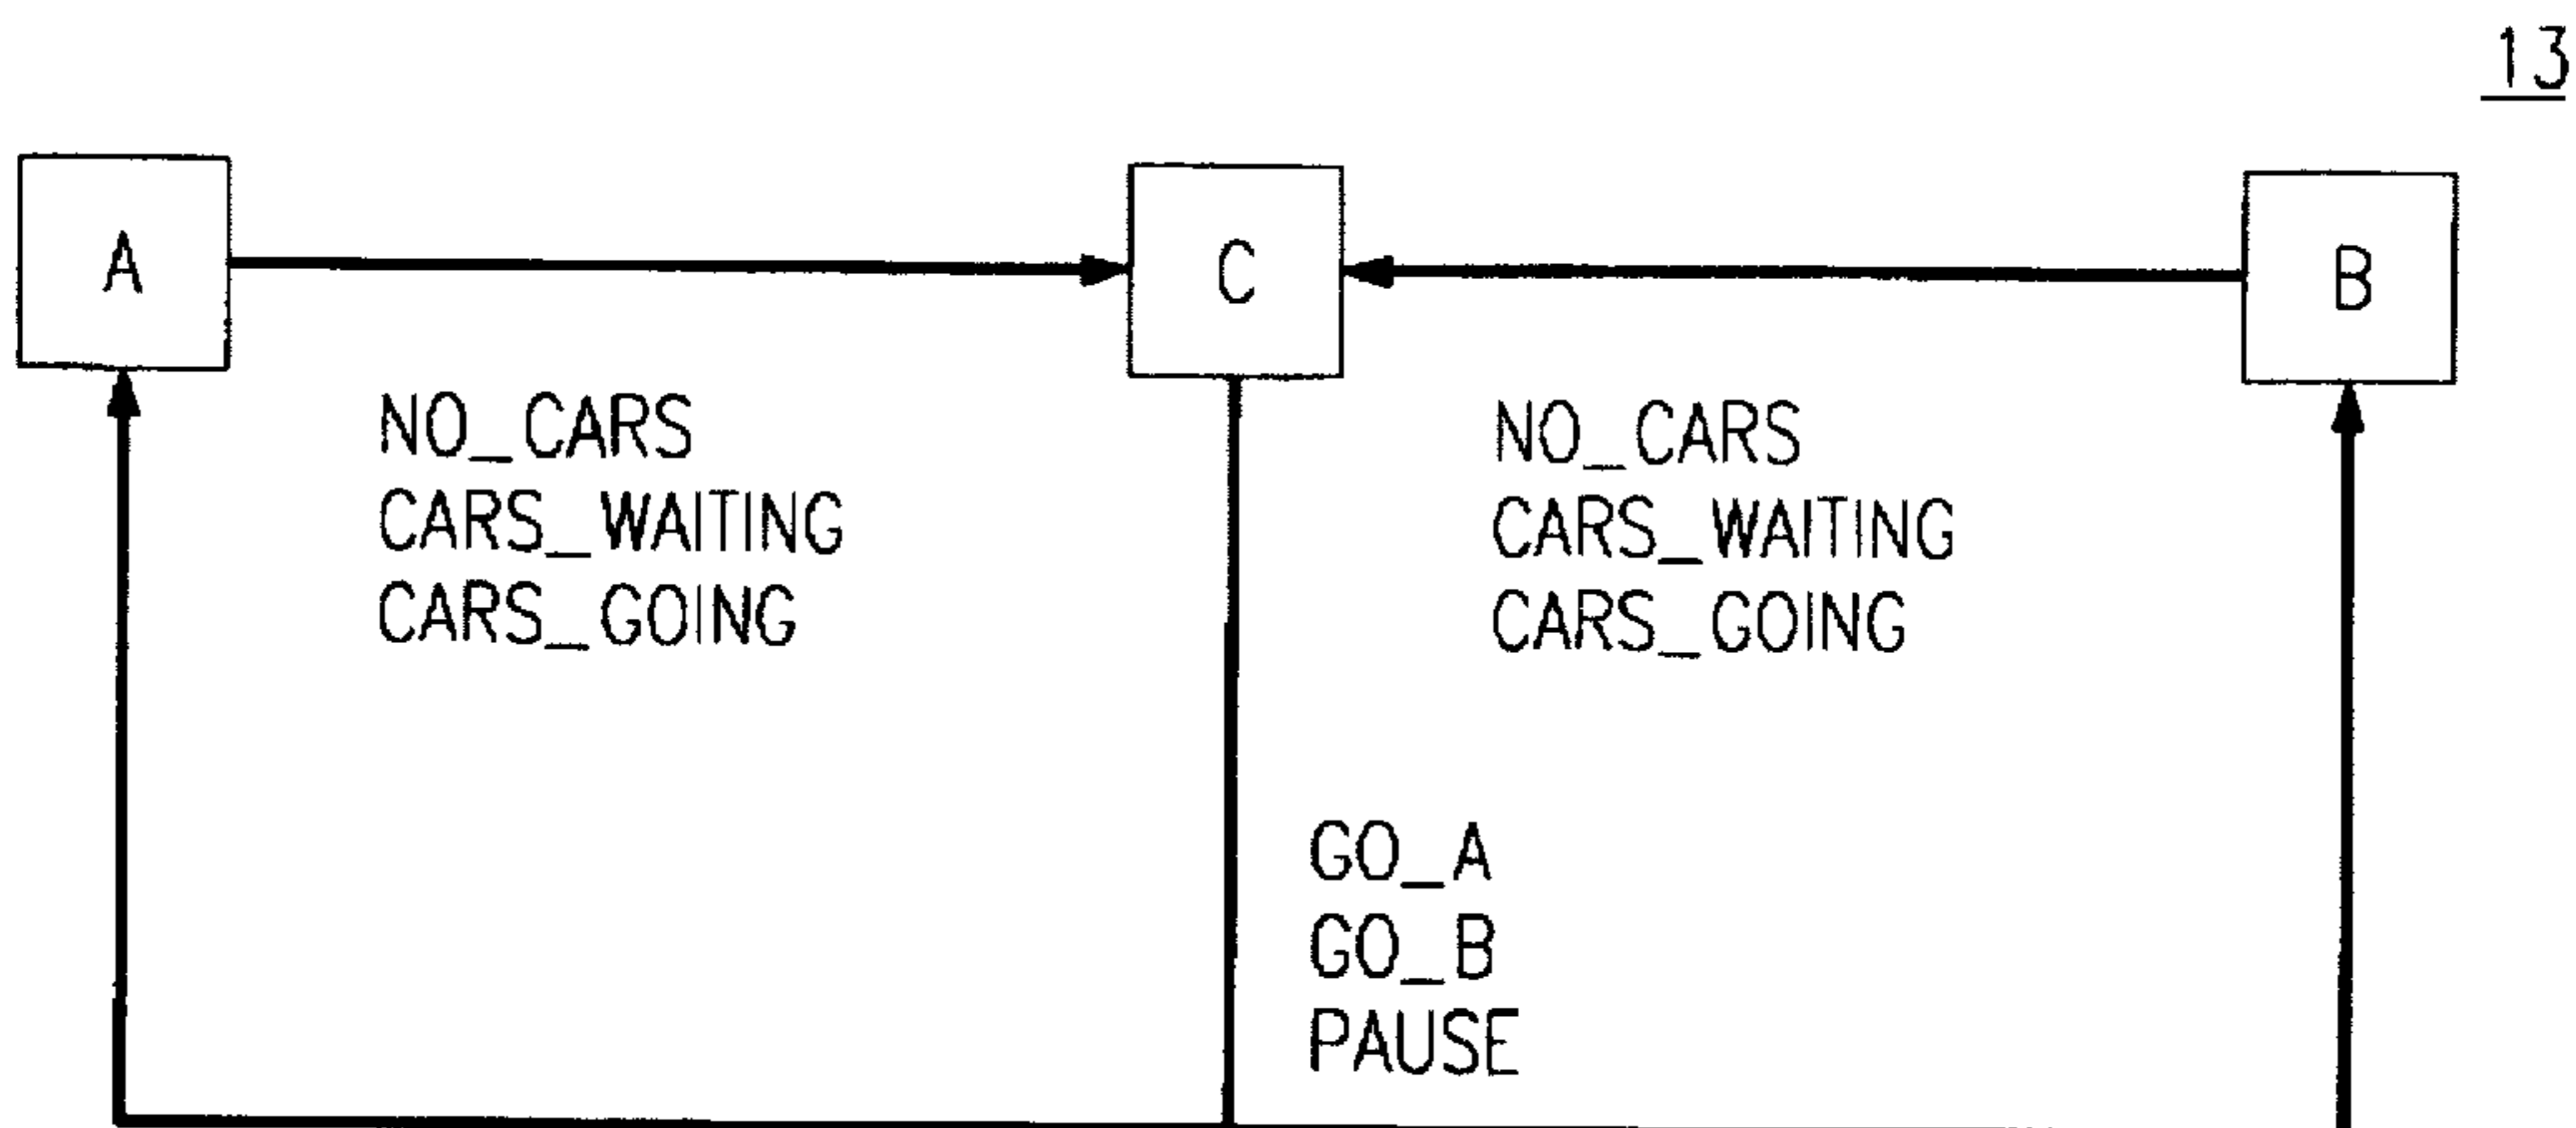 13
A
C
B
NO_CARS
CARS_WAITING
CARS_GOING
NO_CARS
CARS_WAITING
CARS_GOING
GO_A
GO_B
PAUSE